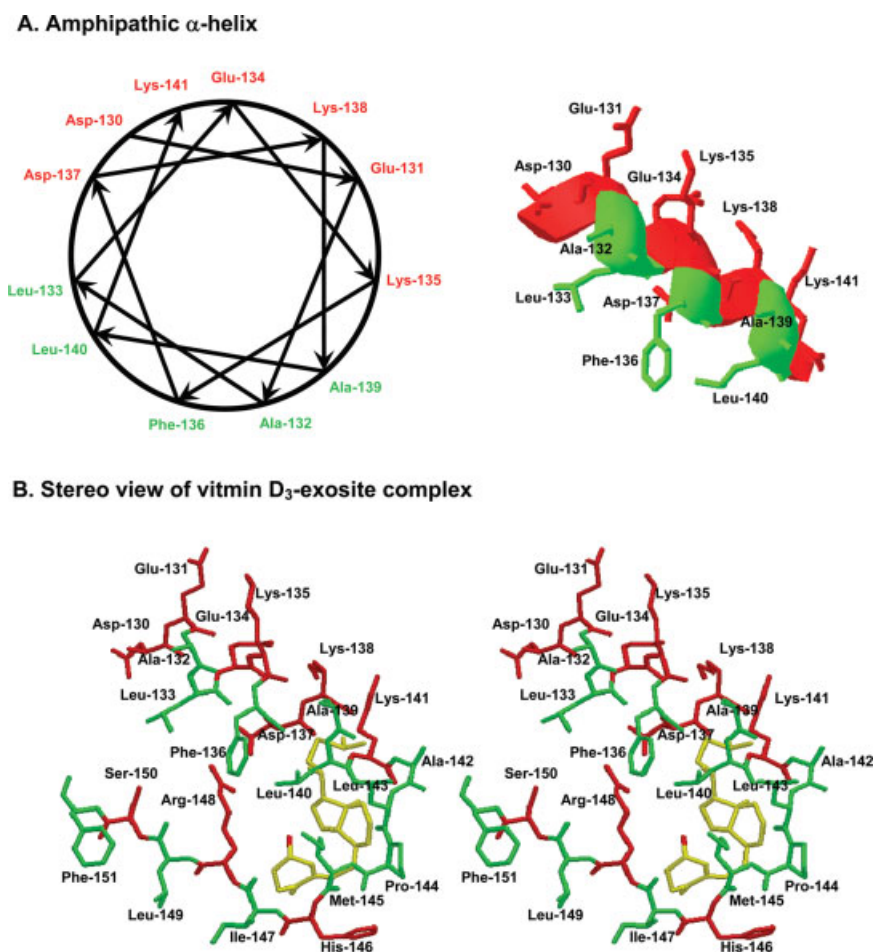 A. Amphipathic α-helix
Lys-141
Glu-134
Lys-138
Asp-130
Glu-131
Asp-137
Lys-135
Leu-133
Leu-140
Ala-139
Phe-136
Ala-132
Glu-131
Asp-130
Lys-135
Glu-134
Lys-138
Ala-132
Lys-141
Leu-133
Asp-137
Ala-139
Phe-136
Leu-140
B. Stereo view of vitmin D3-exosite complex
Glu-131
Lys-135
Asp-130
Glu-134
Ala-132
Lys-138
Leu-133
Lys-141
Ala-139
Asp-137
Phe-136
Ala-142
Ser-150
Leu-143
Arg-148
Leu-140
Phe-151
Pro-144
Met-145
Leu-149
Ile-147
His-146
Glu-131
Lys-135
Asp-130
Glu-134
Ala-132
Lys-138
Leu-133
Lys-141
Ala-139
Asp-137
Phe-136
Ala-142
Ser-150
Leu-143
Arg-148
Leu-140
Phe-151
Pro-144
Met-145
Leu-149
Ile-147
His-146